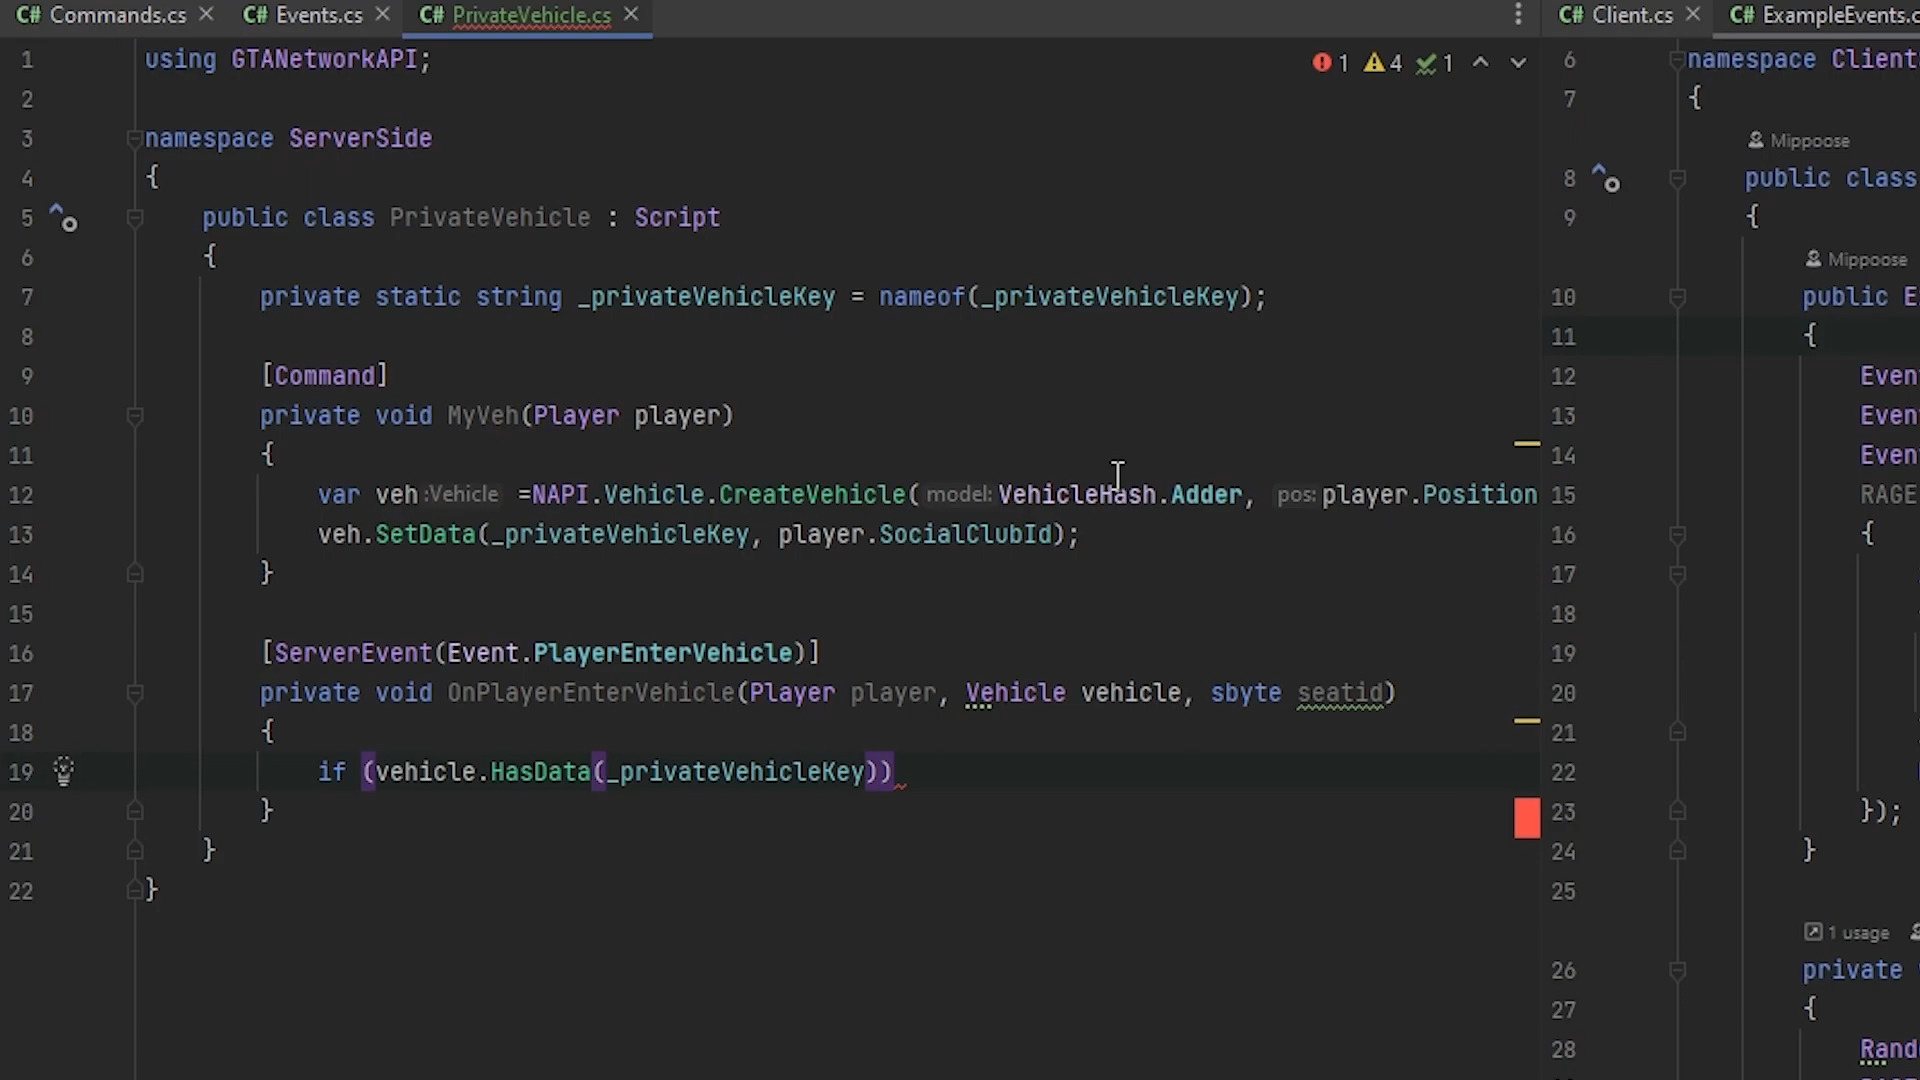 C# Commands.cs
C# Events.cs
C# PrivateVehicle.cs
1 using GTANetworkAPI;
2
3 namespace ServerSide
4 {
5 public class PrivateVehicle : Script
6 {
7 private static string _privateVehicleKey = nameof(_privateVehicleKey);
8
9 [Command]
10 private void MyVeh(Player player)
11 {
12 var veh :Vehicle =NAPI.Vehicle.CreateVehicle( model: VehicleHash.Adder, pos: player.Position
13 veh.SetData(_privateVehicleKey, player.SocialClubId);
14 }
15
16 [ServerEvent(Event.PlayerEnterVehicle)]
17 private void OnPlayerEnterVehicle(Player player, Vehicle vehicle, sbyte seatid)
18 {
19 if (vehicle.HasData(_privateVehicleKey))
20 }
21 }
22 }
1 4 1
C# Client.cs
C# ExampleEvents.c
6 namespace Client
7 {
Mippoose
8 public class
9 {
Mippoose
10 public E
11 {
12 Even
13 Even
14 Even
15 RAGE
16 {
17
18
19
20
21
22
23 });
24 }
25
1 usage
26 private
27 {
28 Rand